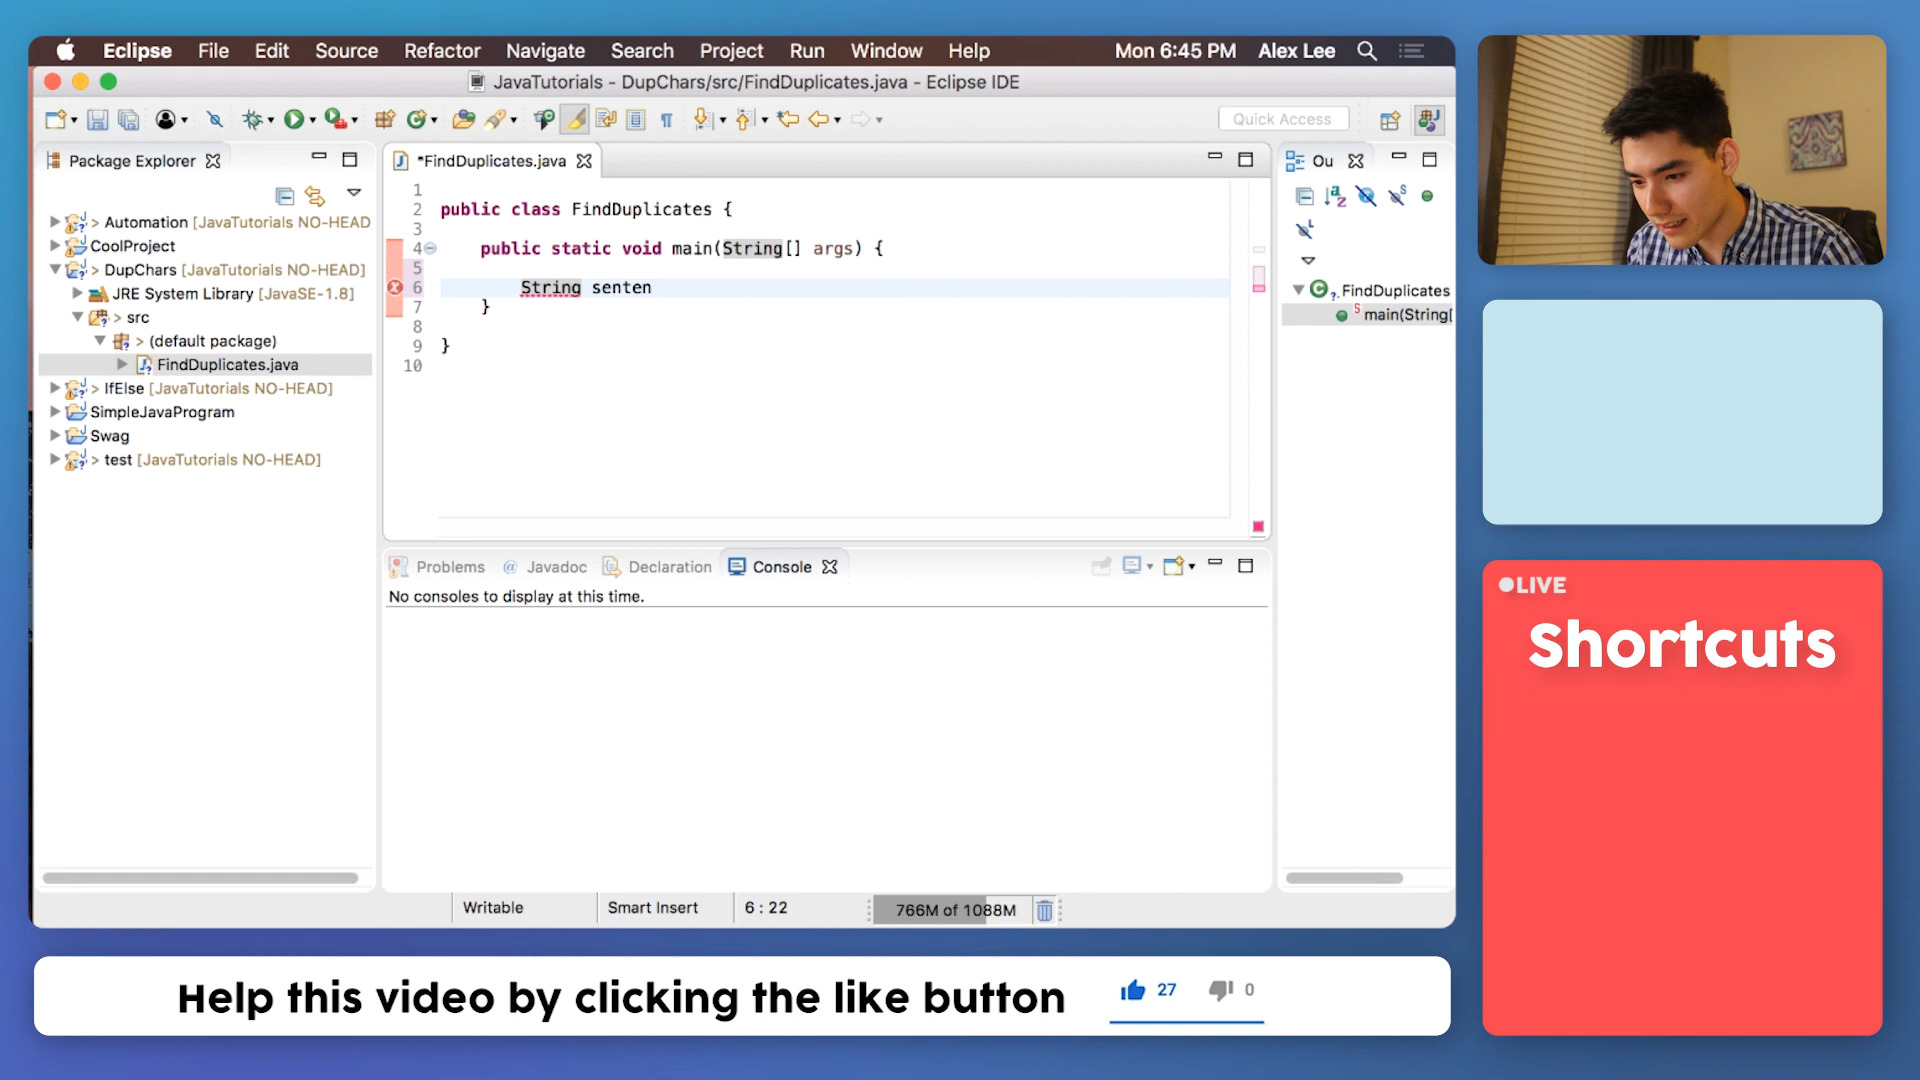 Eclipse File Edit Source Refactor Navigate Search Project Run Window Help Mon 6:45 PM Alex Lee
JavaTutorials - DupChars/src/FindDuplicates.java - Eclipse IDE
Quick Access
Package Explorer
> Automation [JavaTutorials NO-HEAD
CoolProject
> DupChars [JavaTutorials NO-HEAD]
JRE System Library [JavaSE-1.8]
> src
> (default package)
FindDuplicates.java
> IfElse [JavaTutorials NO-HEAD]
SimpleJavaProgram
Swag
> test [JavaTutorials NO-HEAD]
*FindDuplicates.java
1
2 public class FindDuplicates {
3
4 public static void main(String[] args) {
5
6 String senten
7 }
8
9 }
10
Ou
FindDuplicates
main(String[
Problems @ Javadoc Declaration Console
No consoles to display at this time.
Writable Smart Insert 6 : 22 766M of 1088M
LIVE
Shortcuts
Help this video by clicking the like button 27 0